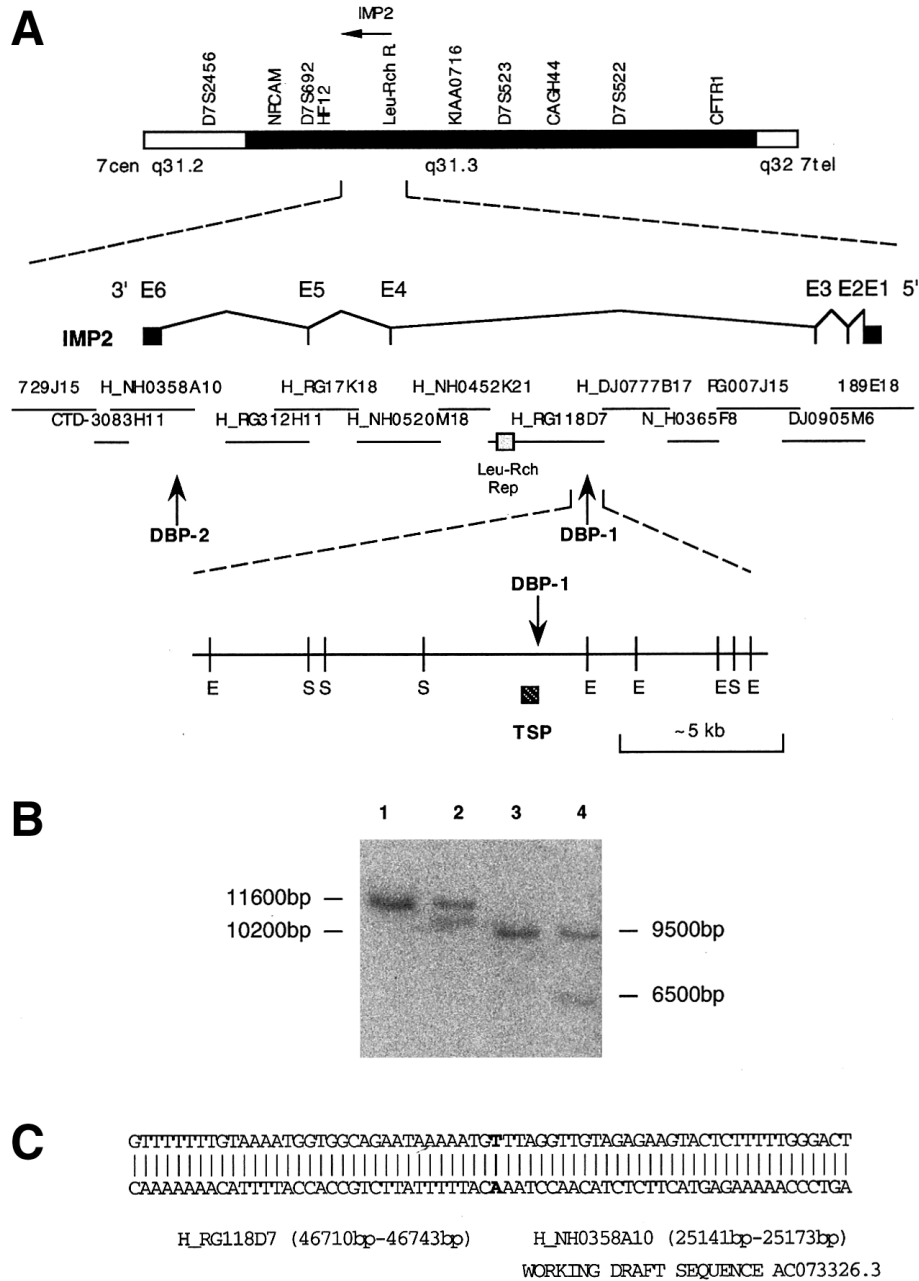 A
IMP2
D7S2456 NRCAM D7S692 HF12 Leu-Rch R. KIAA0716 D7S523 CAGH44 D7S522 CFTR1
7cen q31.2 q31.3 q32 7tel
3' E6 E5 E4 E3 E2 E1 5'
IMP2
729J15 H_NH0358A10 H_RG17K18 H_NH0452K21 H_DJ0777B17 RG007J15 189E18
CTD-3083H11 H_RG312H11 H_NH0520M18 H_RG118D7 N_H0365F8 DJ0905M6
Leu-Rch
Rep
DBP-2 DBP-1
DBP-1
E S S S E E E S E
TSP ~5 kb
B
1 2 3 4
11600bp
10200bp 9500bp
6500bp
C
GTTTTTTTGTAAAATGGTGGCAGAATAAAAATGTTTAGGTTGTAGAGAAGTACTCTTTTTGGGACT
CAAAAAAACATTTTACCACCGTCTTATTTTTACAAATCCAACATCTCTTCATGAGAAAAACCCTGA
H_RG118D7 (46710bp-46743bp) H_NH0358A10 (25141bp-25173bp)
WORKING DRAFT SEQUENCE AC073326.3